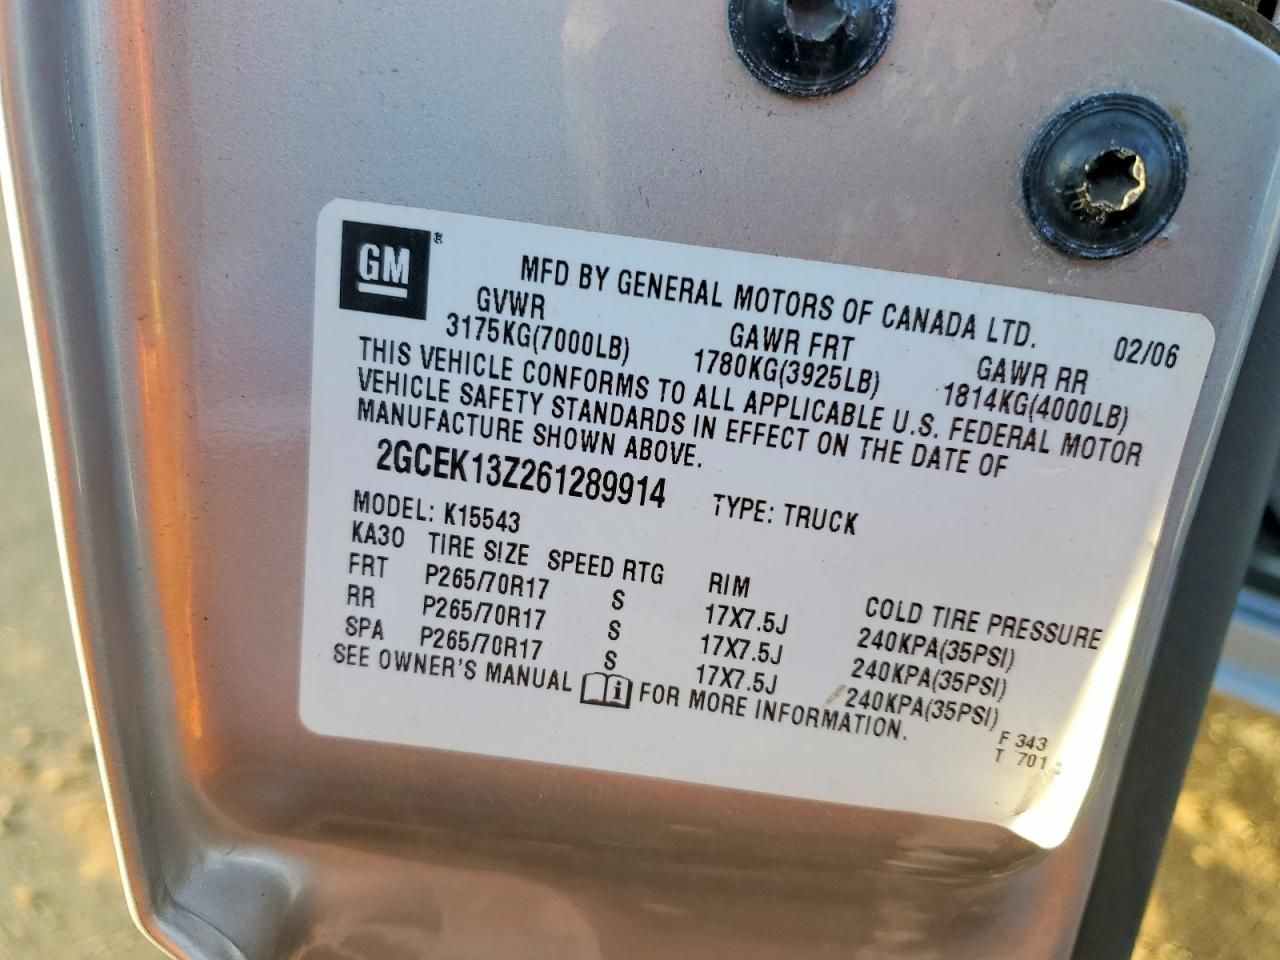 GM ®
MFD BY GENERAL MOTORS OF CANADA LTD.
02/06
GVWR GAWR FRT GAWR RR
3175KG(7000LB) 1780KG(3925LB) 1814KG(4000LB)
THIS VEHICLE CONFORMS TO ALL APPLICABLE U.S. FEDERAL MOTOR
VEHICLE SAFETY STANDARDS IN EFFECT ON THE DATE OF
MANUFACTURE SHOWN ABOVE.
2GCEK13Z261289914 TYPE: TRUCK
MODEL: K15543
KA30 TIRE SIZE SPEED RTG RIM COLD TIRE PRESSURE
FRT P265/70R17 S 17X7.5J 240KPA(35PSI)
RR P265/70R17 S 17X7.5J 240KPA(35PSI)
SPA P265/70R17 S 17X7.5J 240KPA(35PSI)
SEE OWNER'S MANUAL i FOR MORE INFORMATION.
F 343
T 701